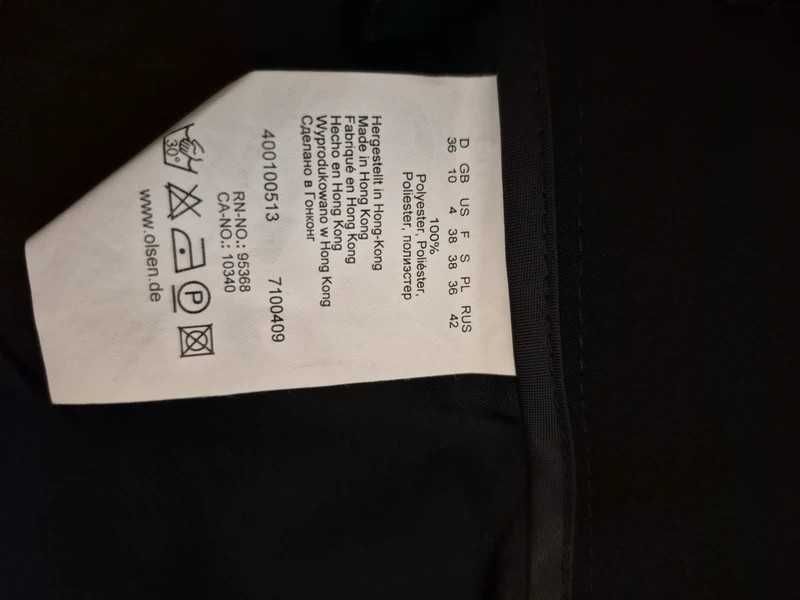 D GB US F S PL RUS
36 10 4 38 38 36 42
100%
Polyester, Poliéster,
Poliester, полиэстер
Hergestellt in Hong-Kong
Made in Hong Kong
Fabriqué en Hong Kong
Hecho en Hong Kong
Wyprodukowano w Hong Kong
Сделано в Гонконг
400100513 7100409
RN-NO.: 95368
CA-NO.: 10340
30° P
www.olsen.de